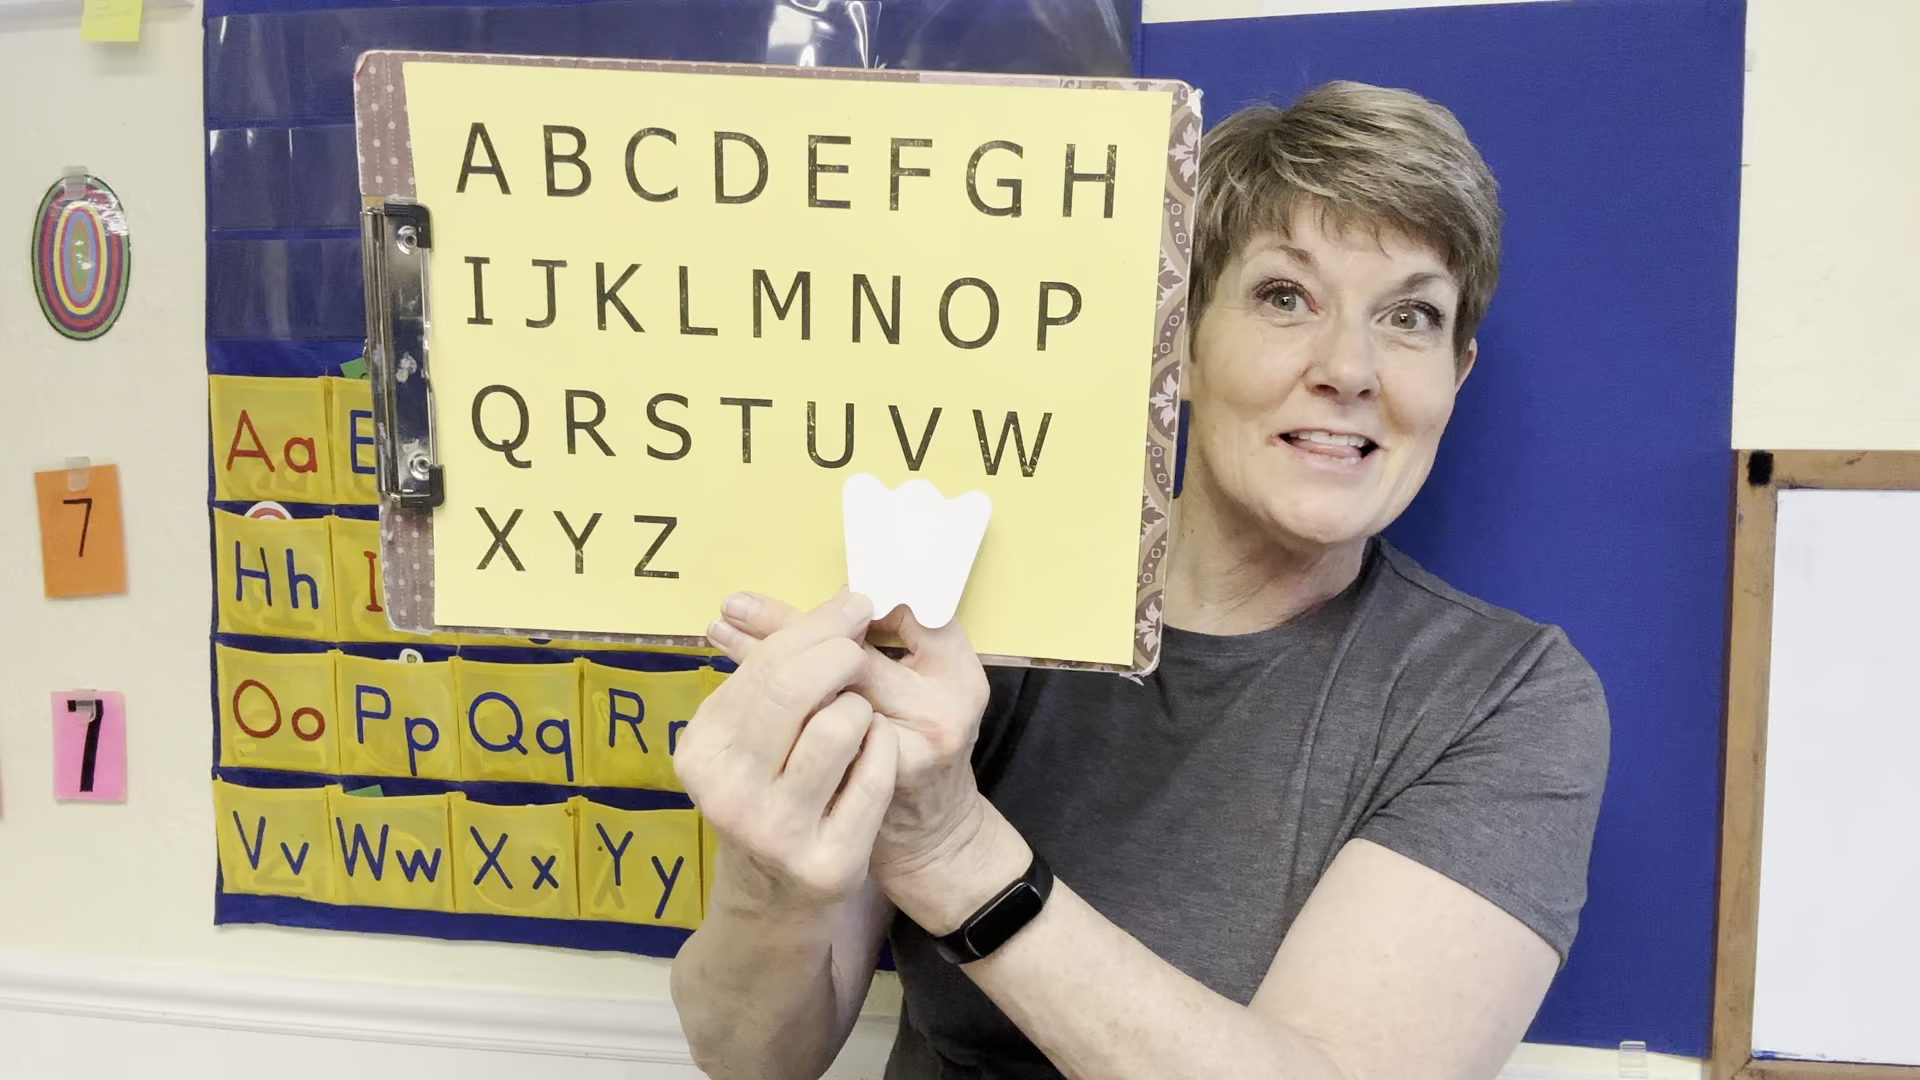 A B C D E F G H
I J K L M N O P
Q R S T U V W
X Y Z
Aa
Hh I
Oo Pp Qq R
Vv Ww Xx Yy
7
7